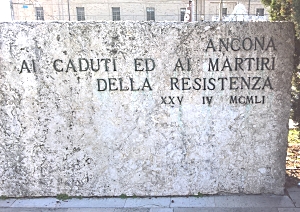 ANCONA
AI CADUTI ED AI MARTIRI
DELLA RESISTENZA
XXV IV MCMLI